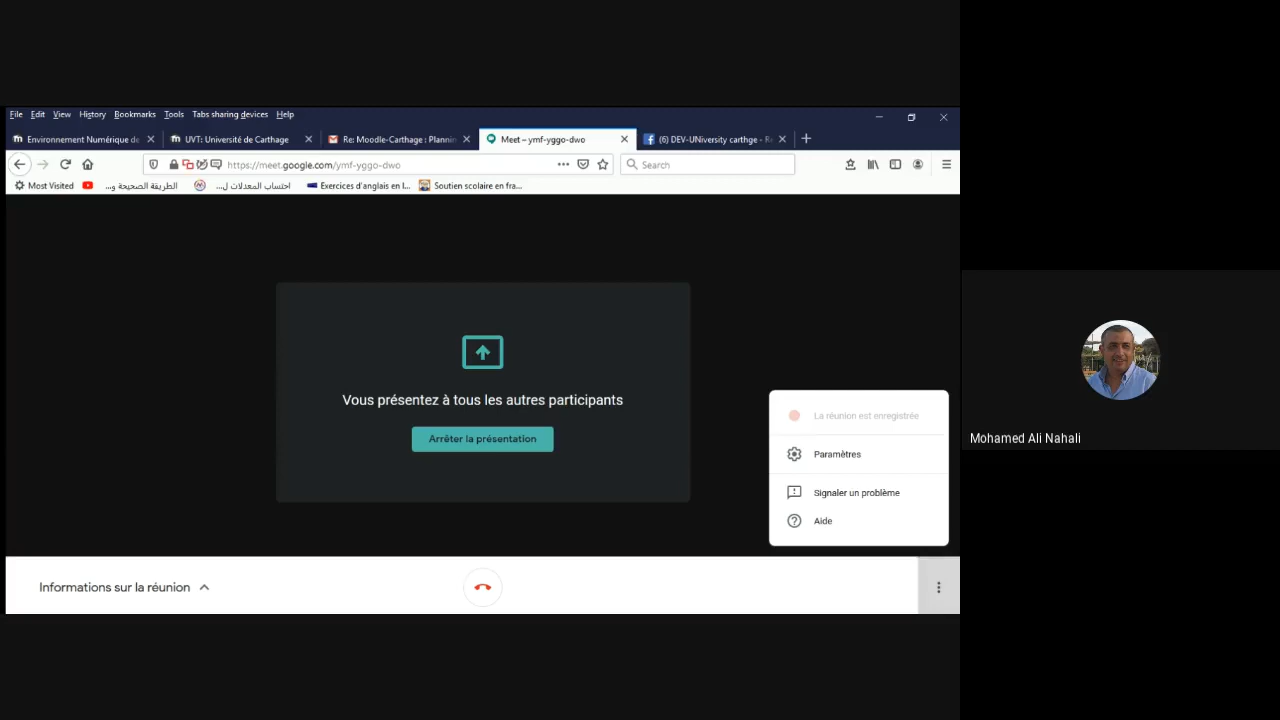 File Edit View History Bookmarks Tools Tabs sharing devices Help
Environnement Numérique de UVT: Université de Carthage Re: Moodle-Carthage : Plannin Meet – ymf-yggo-dwo (6) DEV-UNiversity carthge - R
https://meet.google.com/ymf-yggo-dwo Search
Most Visited الطريقة الصحيحة و... احتساب المعدلات ل... Exercices d'anglais en l... Soutien scolaire en fra...
Vous présentez à tous les autres participants
Arrêter la présentation
La réunion est enregistrée
Paramètres
Signaler un problème
Aide
Informations sur la réunion
Mohamed Ali Nahali